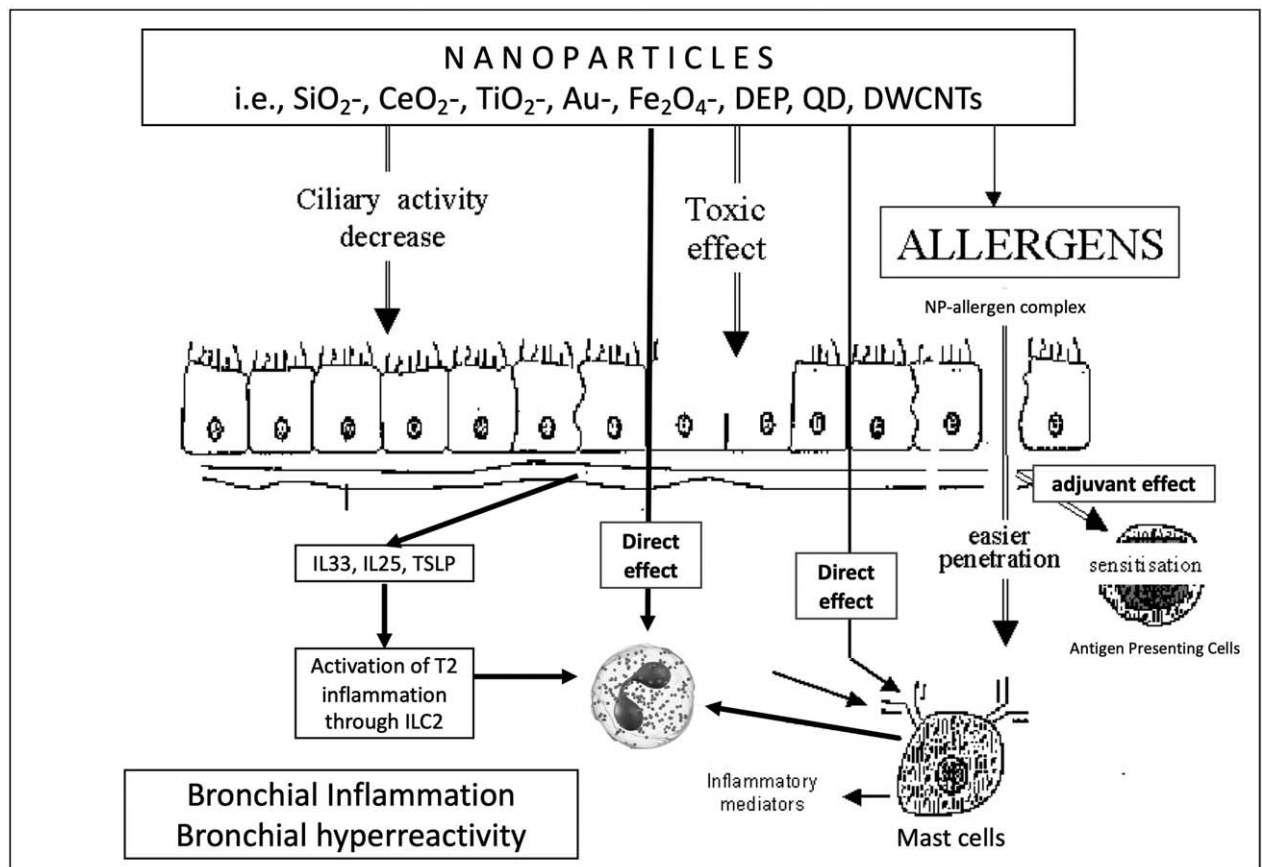 NANOPARTICLES
i.e., SiO₂-, CeO₂-, TiO₂-, Au-, Fe₂O₄-, DEP, QD, DWCNTs
Ciliary activity
decrease
Toxic
effect
ALLERGENS
NP-allergen complex
adjuvant effect
easier
penetration
sensitisation
Antigen Presenting Cells
IL33, IL25, TSLP
Direct
effect
Direct
effect
Activation of T2
inflammation
through ILC2
Inflammatory
mediators
Mast cells
Bronchial Inflammation
Bronchial hyperreactivity